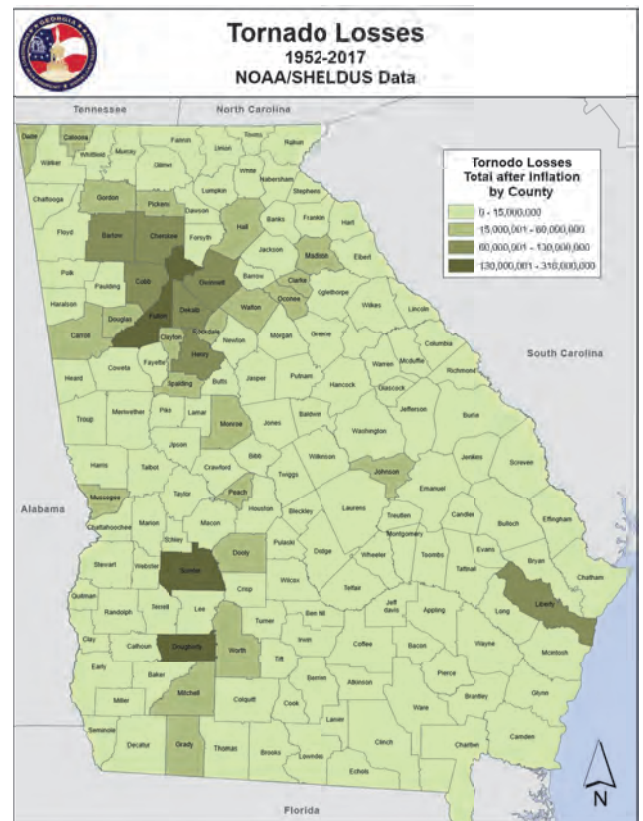 GEORGIA
Tornado Losses
1952-2017
NOAA/SHELDUS Data
Tennessee
North Carolina
Tornodo Losses
Total after Inflation
by County
0 - 15,000,000
15,000,001 - 60,000,000
60,000,001 - 130,000,000
Dade
Catoosa
Walker
Whitfield
Murray
Fannin
Union
Towns
Rabun
Gilmer
White
Habersham
Lumpkin
Stephens
Chattooga
Gordon
Pickens
Dawson
Hall
Banks
Franklin
Hart
Floyd
Bartow
Cherokee
Forsyth
Jackson
Madison
Elbert
Polk
Paulding
Cobb
Gwinnett
Barrow
Clarke
Haralson
Douglas
Fulton
Dekalb
Walton
Oconee
Oglethorpe
Wilkes
Lincoln
Carroll
Clayton
Rockdale
Newton
Morgan
Greene
Columbia
Fayette
Henry
Warren
Mcduffie
Richmond
South Carolina
Heard
Coweta
Spalding
Butts
Jasper
Putnam
Hancock
Glascock
Troup
Meriwether
Pike
Lamar
Monroe
Jones
Baldwin
Washington
Jefferson
Burke
Upson
Bibb
Wilkinson
Jenkins
Screven
Harris
Talbot
Crawford
Twiggs
Johnson
Emanuel
Alabama
Muscogee
Taylor
Peach
Houston
Bleckley
Laurens
Treutlen
Candler
Bulloch
Effingham
Chattahoochee
Marion
Macon
Montgomery
Schley
Pulaski
Dodge
Wheeler
Toombs
Evans
Bryan
Chatham
Stewart
Webster
Sumter
Dooly
Wilcox
Telfair
Tattnall
Liberty
Quitman
Randolph
Terrell
Lee
Crisp
Jeff
davis
Appling
Long
Turner
Ben Hill
Clay
Calhoun
Dougherty
Worth
Irwin
Coffee
Bacon
Wayne
Mcintosh
Early
Baker
Tift
Pierce
Mitchell
Colquitt
Berrien
Atkinson
Brantley
Glynn
Miller
Cook
Lanier
Ware
Seminole
Decatur
Grady
Thomas
Brooks
Lowndes
Clinch
Charlton
Camden
Echols
Florida
N